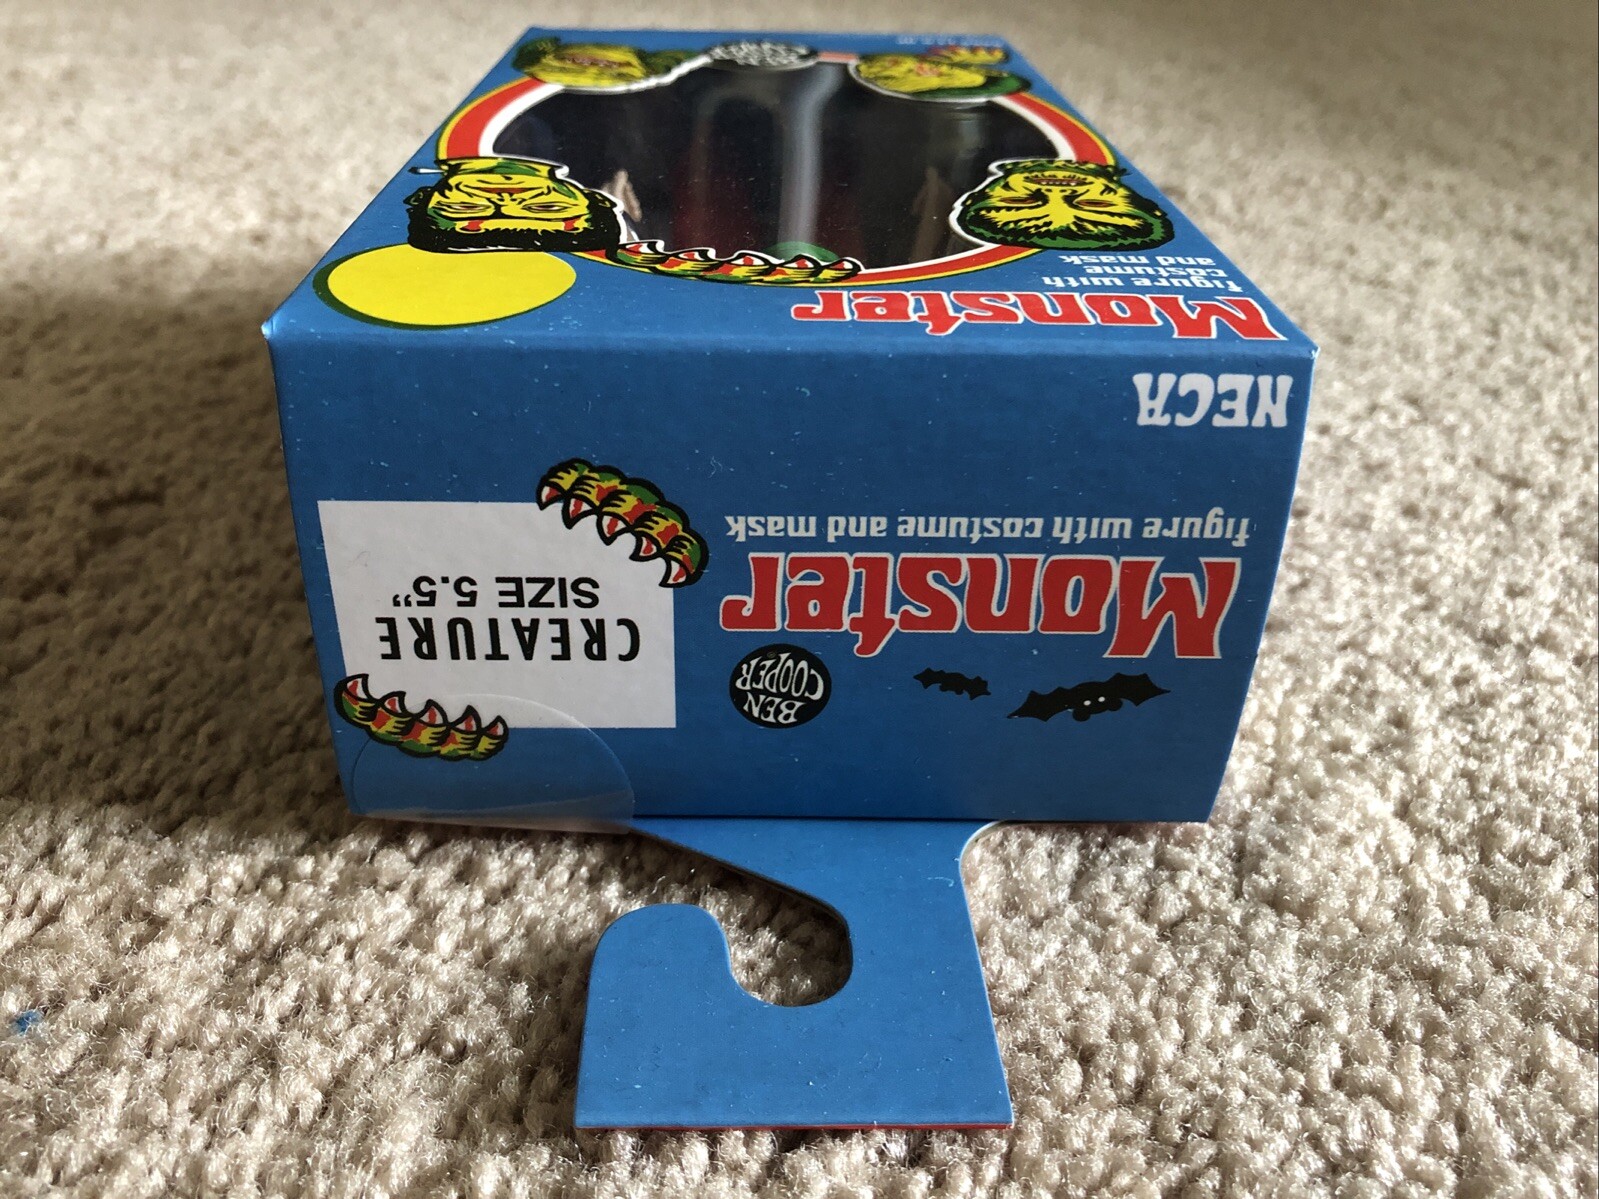 Monster
figure with
costume
and mask
NECA
Monster
figure with costume and mask
BEN
COOPER
CREATURE
SIZE 5.5”